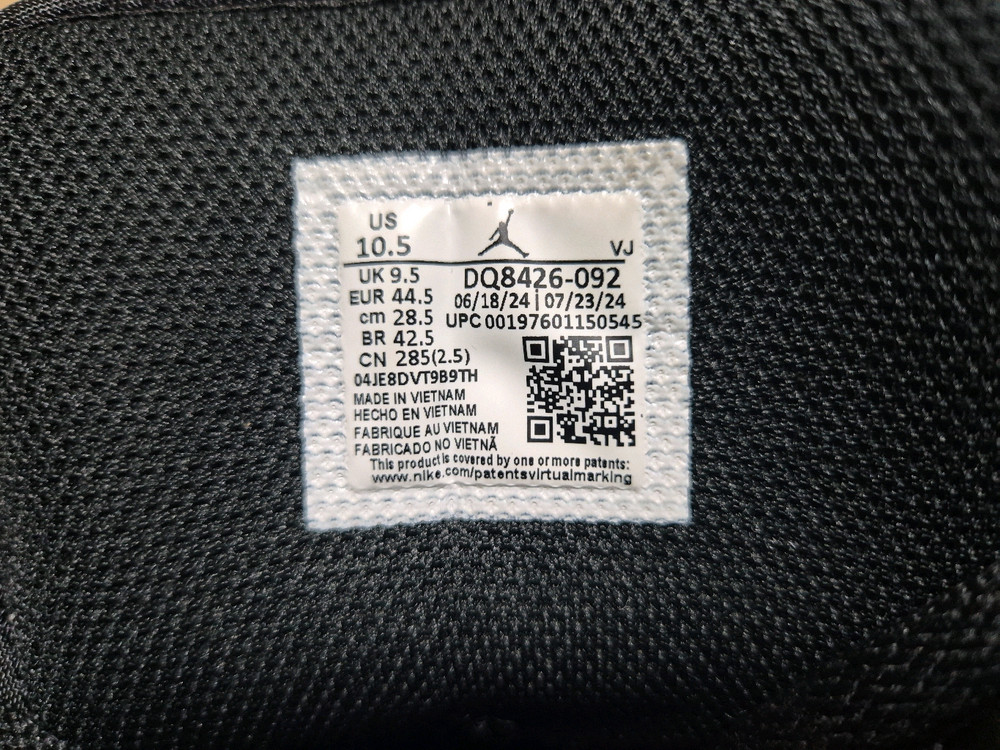 US
10.5
VJ
UK 9.5
EUR 44.5
cm 28.5
BR 42.5
CN 285(2.5)
DQ8426-092
06/18/24 | 07/23/24
UPC 00197601150545
04JE8DVT9B9TH
MADE IN VIETNAM
HECHO EN VIETNAM
FABRIQUE AU VIETNAM
FABRICADO NO VIETNÃ
This product is covered by one or more patents:
www.nike.com/patentsvirtualmarking